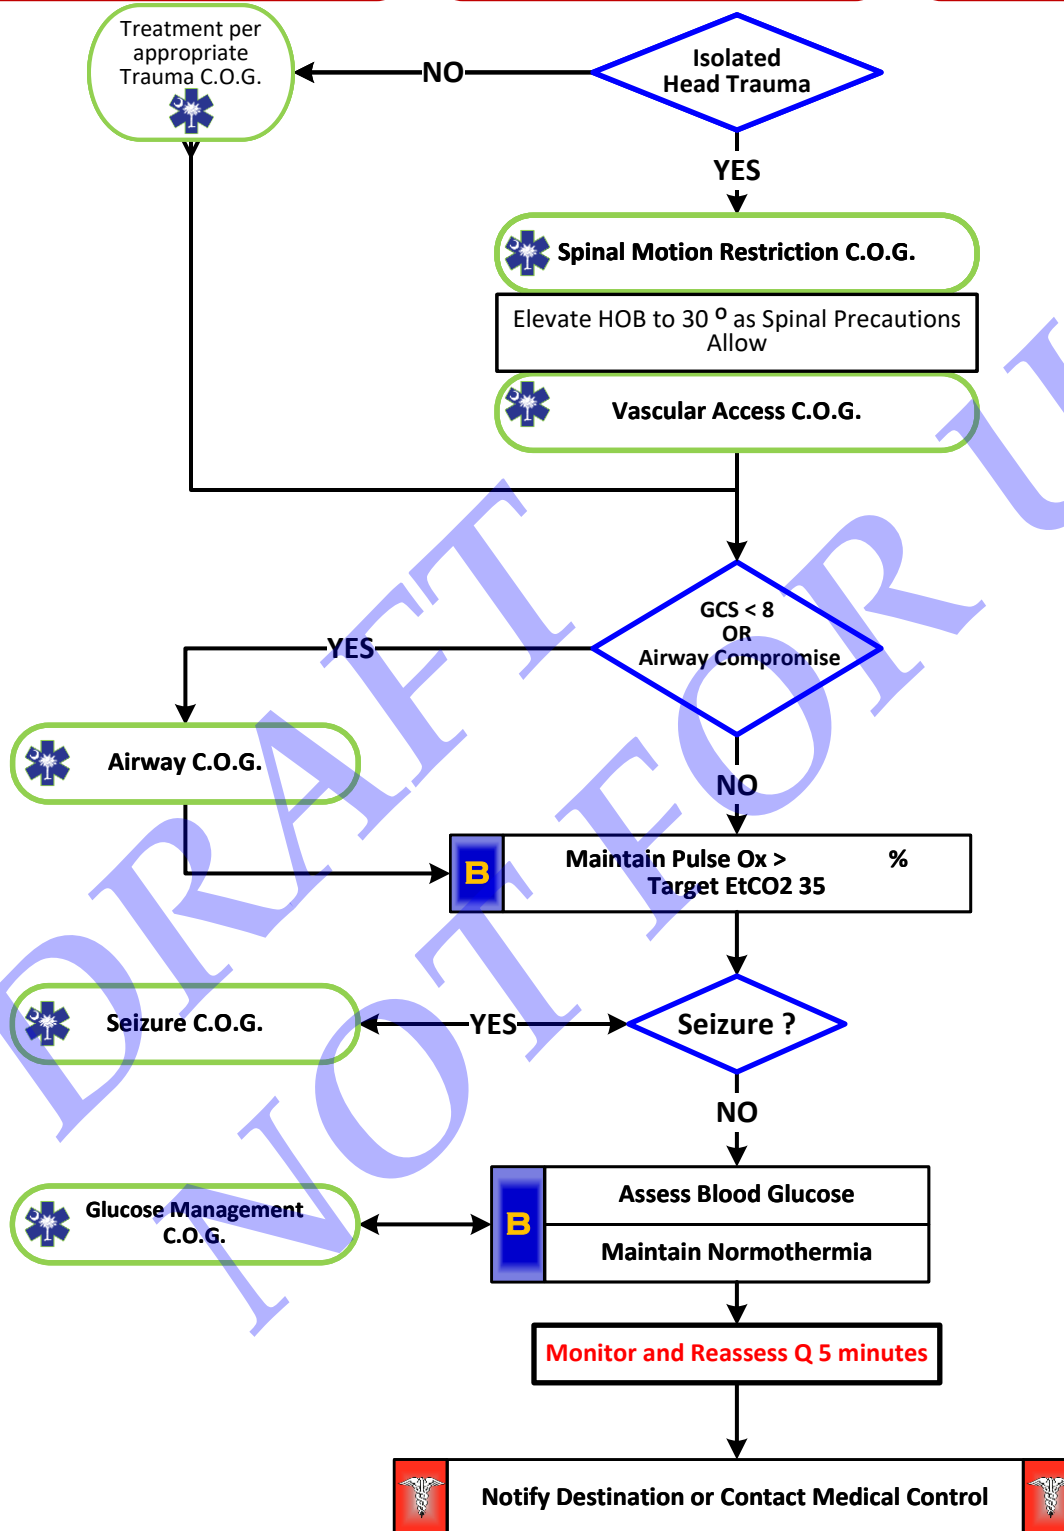 Treatment per
appropriate
Trauma C.O.G.
NO
Isolated
Head Trauma
YES
Spinal Motion Restriction C.O.G.
Elevate HOB to 30 º as Spinal Precautions
Allow
Vascular Access C.O.G.
GCS < 8
OR
Airway Compromise
YES
Airway C.O.G.
NO
B
Maintain Pulse Ox > %
Target EtCO2 35
Seizure C.O.G.
YES
Seizure ?
NO
Glucose Management
C.O.G.
B
Assess Blood Glucose
Maintain Normothermia
Monitor and Reassess Q 5 minutes
Notify Destination or Contact Medical Control
DRAFT
NOT FOR U